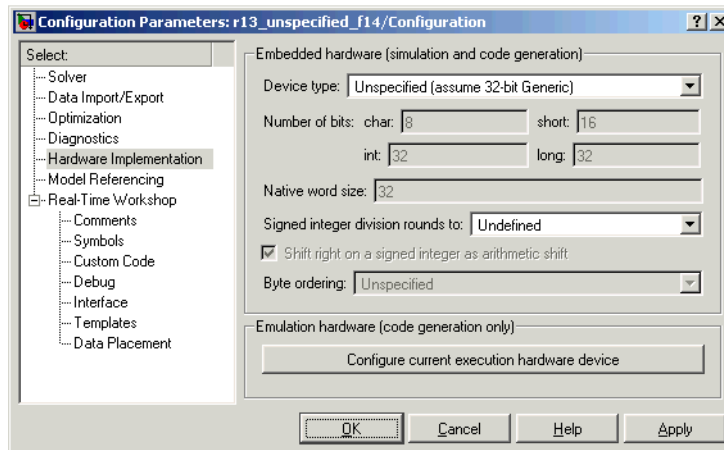 Configuration Parameters: r13_unspecified_f14/Configuration
Select:
Solver
Data Import/Export
Optimization
Diagnostics
Hardware Implementation
Model Referencing
Real-Time Workshop
Comments
Symbols
Custom Code
Debug
Interface
Templates
Data Placement
Embedded hardware (simulation and code generation)
Device type: Unspecified (assume 32-bit Generic)
Number of bits: char: 8 short: 16
int: 32 long: 32
Native word size: 32
Signed integer division rounds to: Undefined
Shift right on a signed integer as arithmetic shift
Byte ordering: Unspecified
Emulation hardware (code generation only)
Configure current execution hardware device
OK Cancel Help Apply